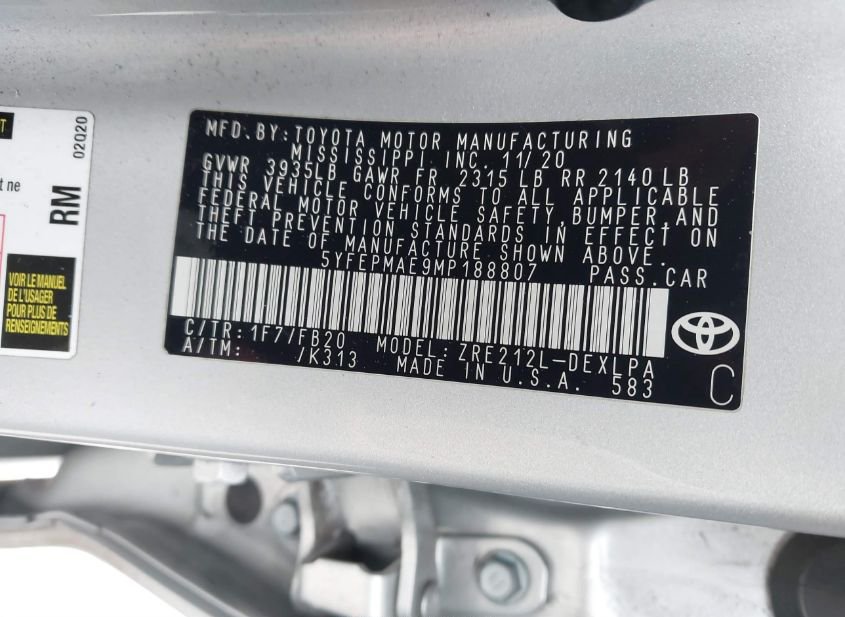 T
02Q20
t ne
RM
VOIR LE MANUEL
DE L'USAGER
POUR PLUS DE
RENSEIGNEMENTS
MFD.BY:TOYOTA MOTOR MANUFACTURING
MISSISSIPPI INC. 11/20
GVWR 3935LB GAWR FR 2315 LB RR 2140 LB
THIS VEHICLE CONFORMS TO ALL APPLICABLE
FEDERAL MOTOR VEHICLE SAFETY,BUMPER,AND
THEFT PREVENTION STANDARDS IN EFFECT ON
THE DATE OF MANUFACTURE SHOWN ABOVE.
5YFEPMAE9MP188807 PASS.CAR
C/TR: 1F7/FB20 MODEL: ZRE212L-DEXLPA
A/TM: /K313 MADE IN U.S.A. 583
C